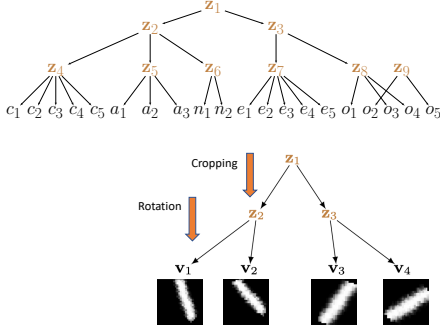 z₁
z₂ z₃
z₄ z₅ z₆ z₇ z₈ z₉
c₁ c₂ c₃ c₄ c₅ a₁ a₂ a₃ n₁ n₂ e₁ e₂ e₃ e₄ e₅ o₁ o₂ o₃ o₄ o₅
Cropping
z₁
Rotation
z₂ z₃
v₁ v₂ v₃ v₄